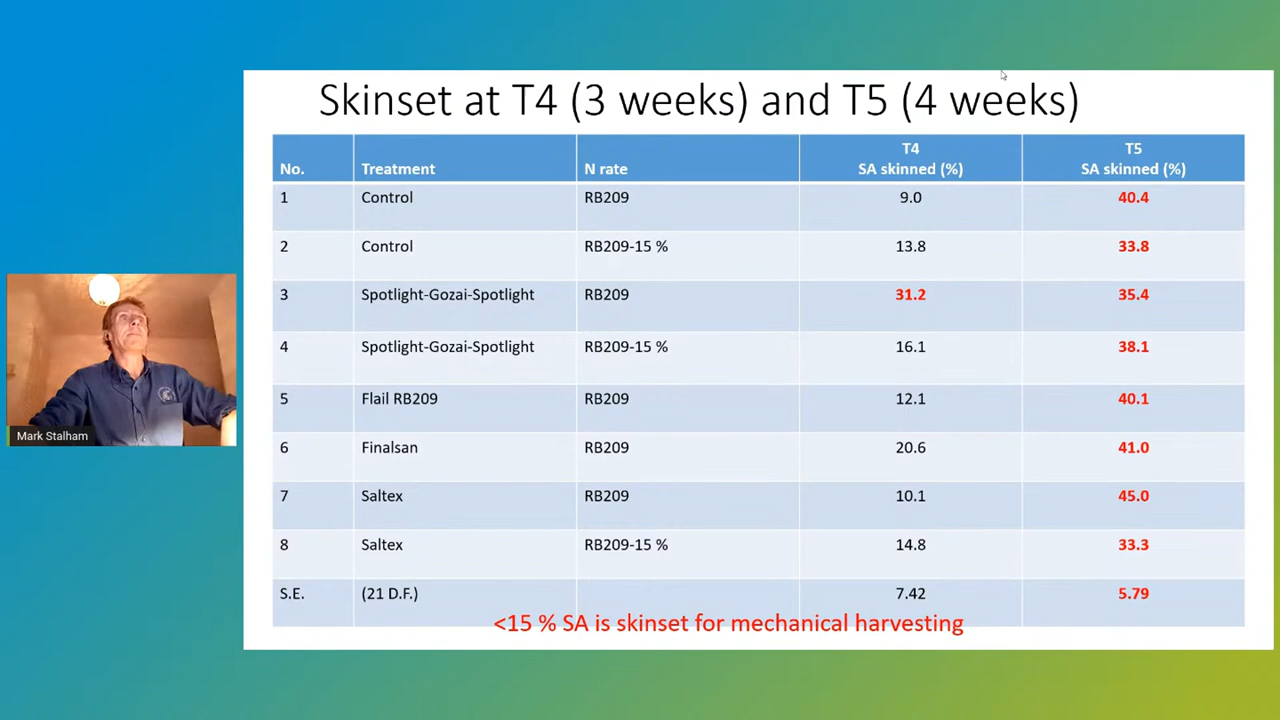 Skinset at T4 (3 weeks) and T5 (4 weeks)
No. Treatment N rate T4 SA skinned (%) T5 SA skinned (%)
1 Control RB209 9.0 40.4
2 Control RB209-15 % 13.8 33.8
3 Spotlight-Gozai-Spotlight RB209 31.2 35.4
4 Spotlight-Gozai-Spotlight RB209-15 % 16.1 38.1
5 Flail RB209 RB209 12.1 40.1
6 Finalsan RB209 20.6 41.0
7 Saltex RB209 10.1 45.0
8 Saltex RB209-15 % 14.8 33.3
S.E. (21 D.F.) 7.42 5.79
<15 % SA is skinset for mechanical harvesting
Mark Stalham